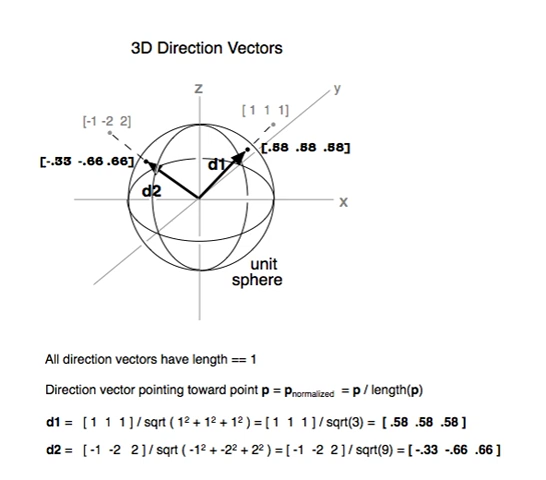 3D Direction Vectors
z
y
[ 1 1 1]
[-1 -2 2]
[.58 .58 .58]
[-.33 -.66 .66]
d1
d2
x
unit
sphere
All direction vectors have length == 1
Direction vector pointing toward point p = pnormalized = p / length(p)
d1 = [ 1 1 1 ] / sqrt ( 1² + 1² + 1² ) = [ 1 1 1 ] / sqrt(3) = [ .58 .58 .58 ]
d2 = [ -1 -2 2 ] / sqrt ( -1² + -2² + 2² ) = [ -1 -2 2 ] / sqrt(9) = [ -.33 -.66 .66 ]